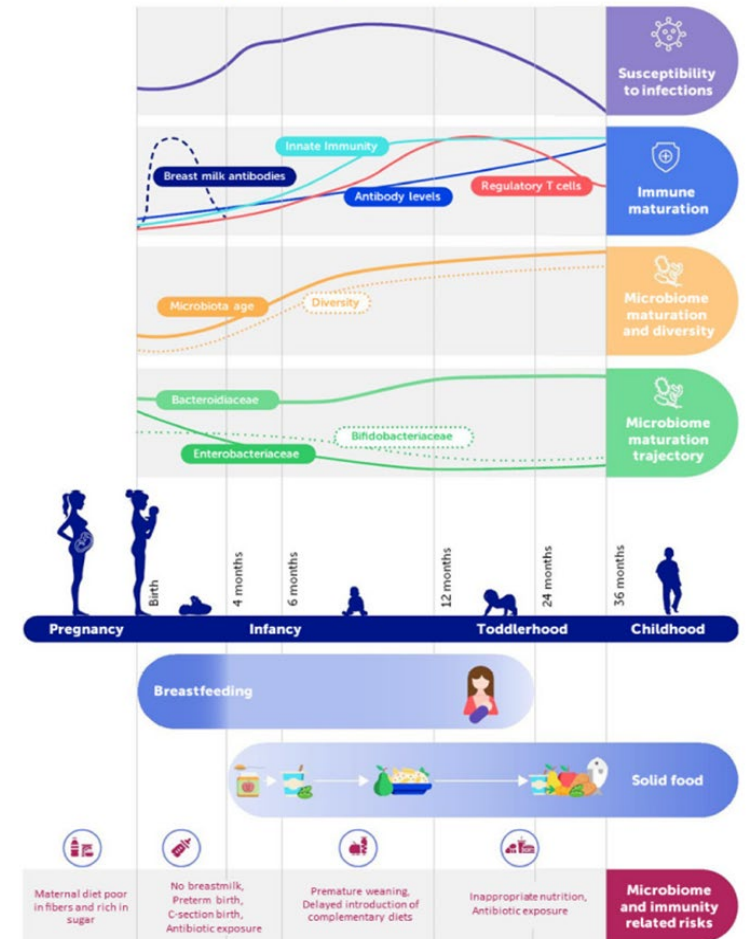 Susceptibility
to infections
Innate Immunity
Breast milk antibodies
Regulatory T cells
Antibody levels
Immune
maturation
Microbiota age
Diversity
Microbiome
maturation
and diversity
Bacteroidiaceae
Bifidobacteriaceae
Enterobacteriaceae
Microbiome
maturation
trajectory
Birth
4 months
6 months
12 months
24 months
36 months
Pregnancy
Infancy
Toddlerhood
Childhood
Breastfeeding
Solid food
Maternal diet poor
in fibers and rich in
sugar
No breastmilk,
Preterm birth,
C-section birth,
Antibiotic exposure
Premature weaning,
Delayed introduction of
complementary diets
Inappropriate nutrition,
Antibiotic exposure
Microbiome
and immunity
related risks